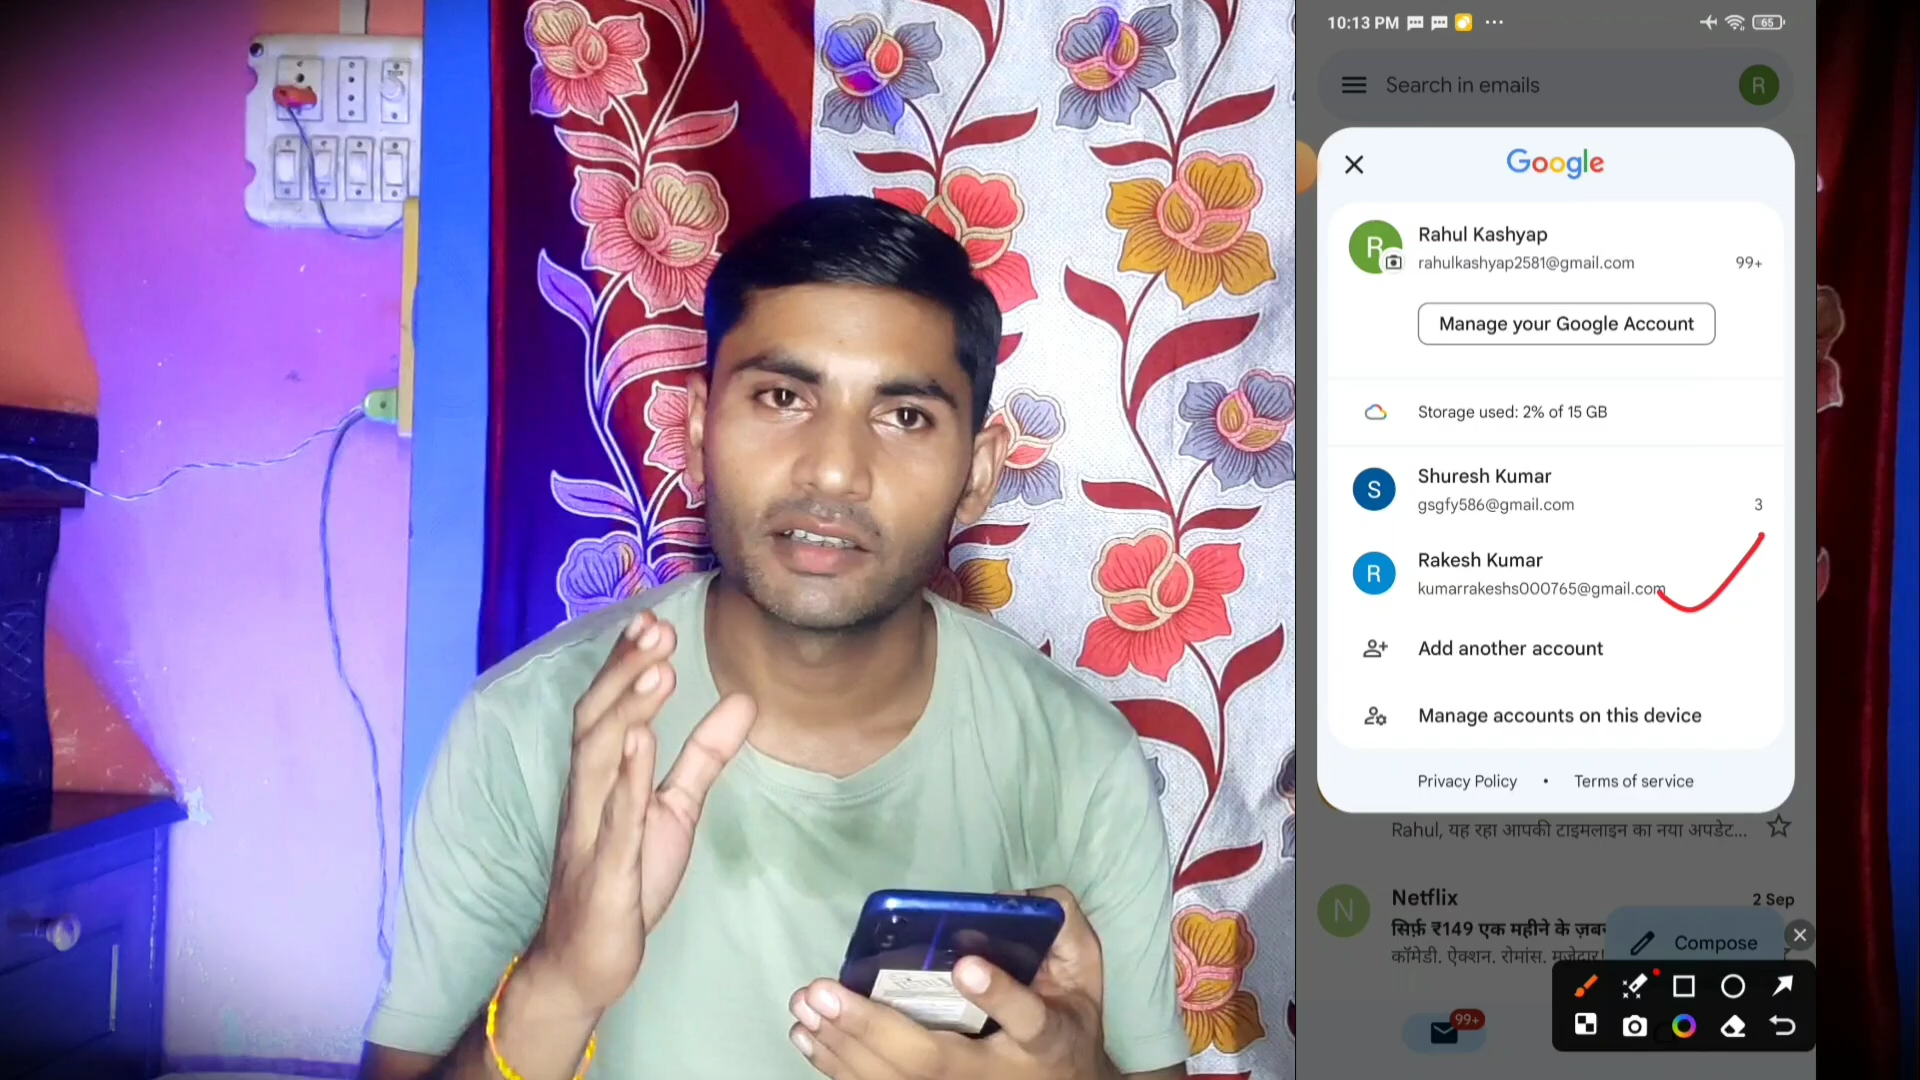 10:13 PM
65
Search in emails
R
Google
R
Rahul Kashyap
rahulkashyap2581@gmail.com
99+
Manage your Google Account
Storage used: 2% of 15 GB
S
Shuresh Kumar
gsgfy586@gmail.com
3
R
Rakesh Kumar
kumarrakeshs000765@gmail.com
Add another account
Manage accounts on this device
Privacy Policy • Terms of service
Rahul, यह रहा आपकी टाइमलाइन का नया अपडेट...
N
Netflix
2 Sep
सिर्फ़ ₹149 एक महीने के
कॉमेडी. ऐक्शन. रोमांस. मज़ेदार!
Compose
99+